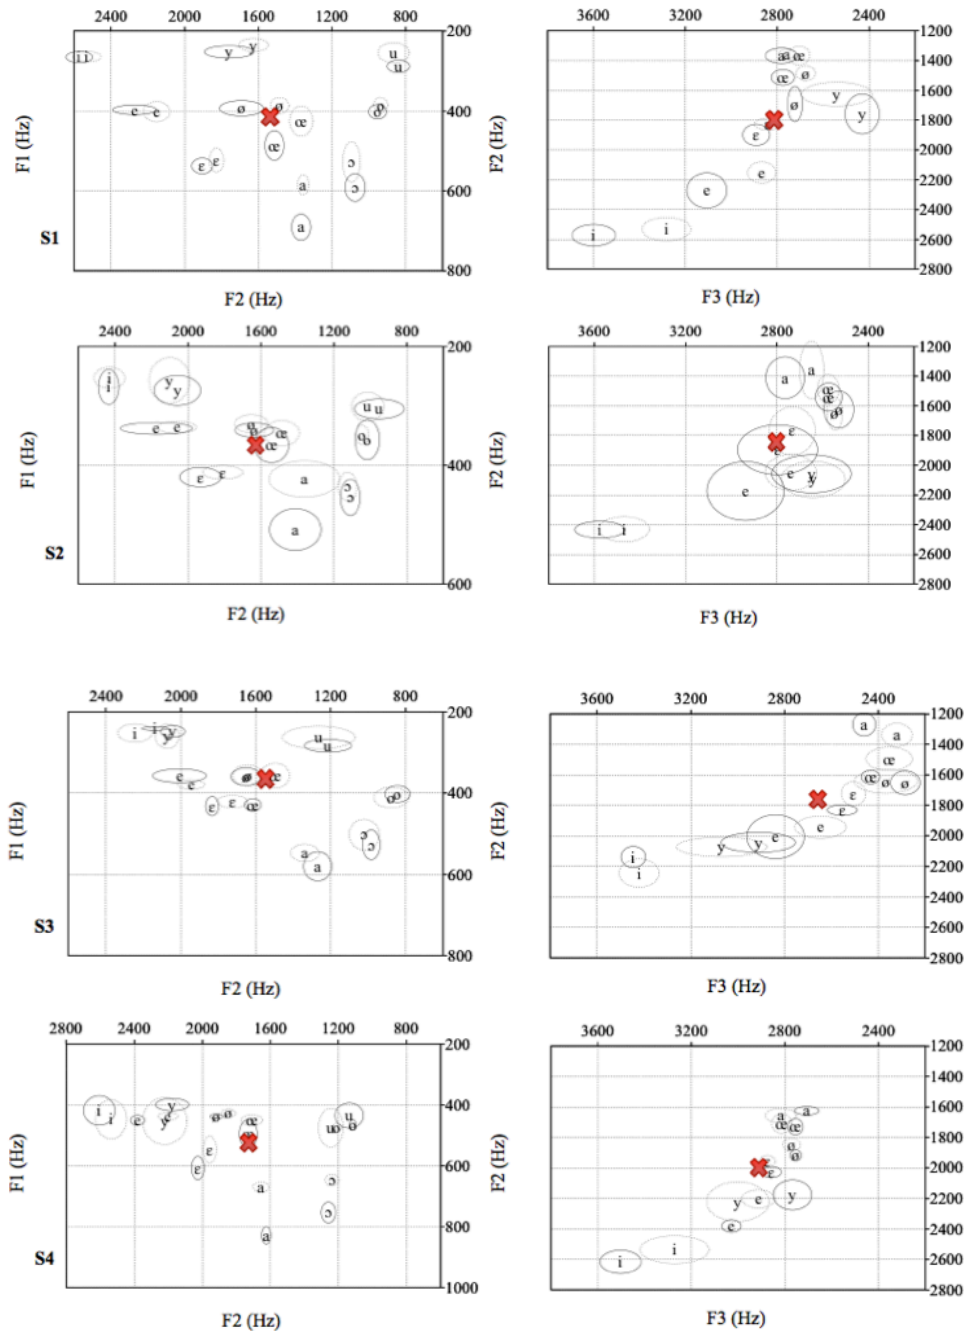 2400 2000 1600 1200 800
200
400
600
800
i i y y u u
e e ø ø o o
œ œ
ε ε ɔ ɔ
a a
F1 (Hz)
S1
F2 (Hz)
3600 3200 2800 2400
1200
1400
1600
1800
2000
2200
2400
2600
2800
a a œ
œ ø
ø y
y
ε
e
e
i i
F2 (Hz)
F3 (Hz)
2400 2000 1600 1200 800
200
400
600
i i y y u u
e e ø œ œ o o
ε ε a ɔ ɔ
a
F1 (Hz)
S2
F2 (Hz)
3600 3200 2800 2400
1200
1400
1600
1800
2000
2200
2400
2600
2800
a a
œ œ
ø ø
ε
e y y
e
i i
F2 (Hz)
F3 (Hz)
2400 2000 1600 1200 800
200
400
600
800
i i y y u u
e e ø œ o o
ε ε œ
ɔ ɔ
a a
F1 (Hz)
S3
F2 (Hz)
3600 3200 2800 2400
1200
1400
1600
1800
2000
2200
2400
2600
2800
a a
œ
œ ø ø
ε
ε
e
e y y
i
i
F2 (Hz)
F3 (Hz)
2800 2400 2000 1600 1200 800
200
400
600
800
1000
i i y
e e y ø ø œ u u
ε
ε
a ɔ
ɔ
a
F1 (Hz)
S4
F2 (Hz)
3600 3200 2800 2400
1200
1400
1600
1800
2000
2200
2400
2600
2800
a a
œ œ
ø
ø
ε
y e y
e
i
i
F2 (Hz)
F3 (Hz)